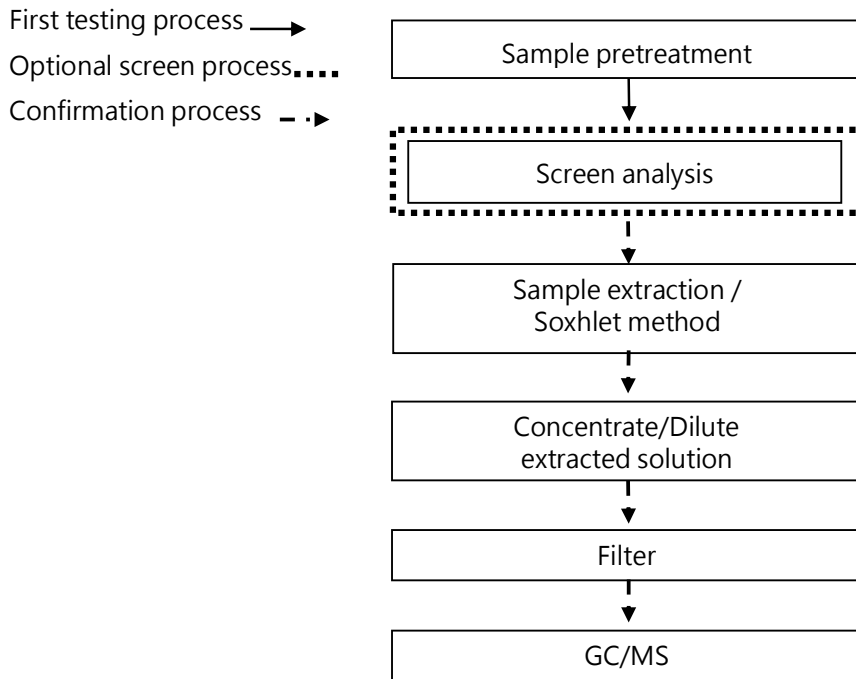 First testing process
Optional screen process
Confirmation process
Sample pretreatment
Screen analysis
Sample extraction /
Soxhlet method
Concentrate/Dilute
extracted solution
Filter
GC/MS